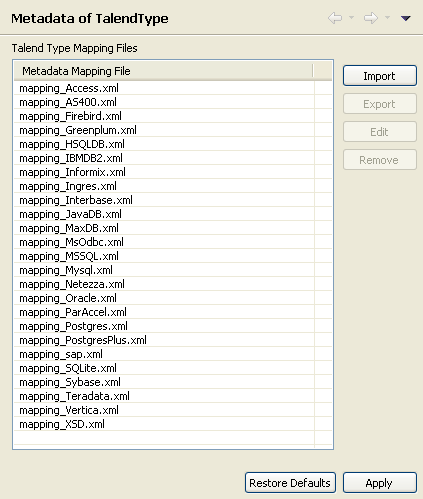 Metadata of TalendType
Talend Type Mapping Files
Metadata Mapping File
mapping_Access.xml
mapping_AS400.xml
mapping_Firebird.xml
mapping_Greenplum.xml
mapping_HSQLDB.xml
mapping_IBMDB2.xml
mapping_Informix.xml
mapping_Ingres.xml
mapping_Interbase.xml
mapping_JavaDB.xml
mapping_MaxDB.xml
mapping_MsOdbc.xml
mapping_MSSQL.xml
mapping_Mysql.xml
mapping_Netezza.xml
mapping_Oracle.xml
mapping_ParAccel.xml
mapping_Postgres.xml
mapping_PostgresPlus.xml
mapping_sap.xml
mapping_SQLite.xml
mapping_Sybase.xml
mapping_Teradata.xml
mapping_Vertica.xml
mapping_XSD.xml
Import
Export
Edit
Remove
Restore Defaults
Apply